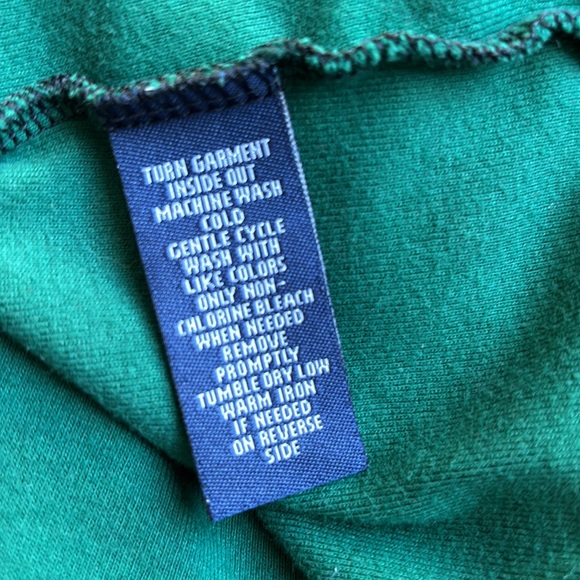 TURN GARMENT
INSIDE OUT
MACHINE WASH
COLD
GENTLE CYCLE
WASH WITH
LIKE COLORS
ONLY NON-
CHLORINE BLEACH
WHEN NEEDED
REMOVE
PROMPTLY
TUMBLE DRY LOW
WARM IRON
IF NEEDED
ON REVERSE
SIDE